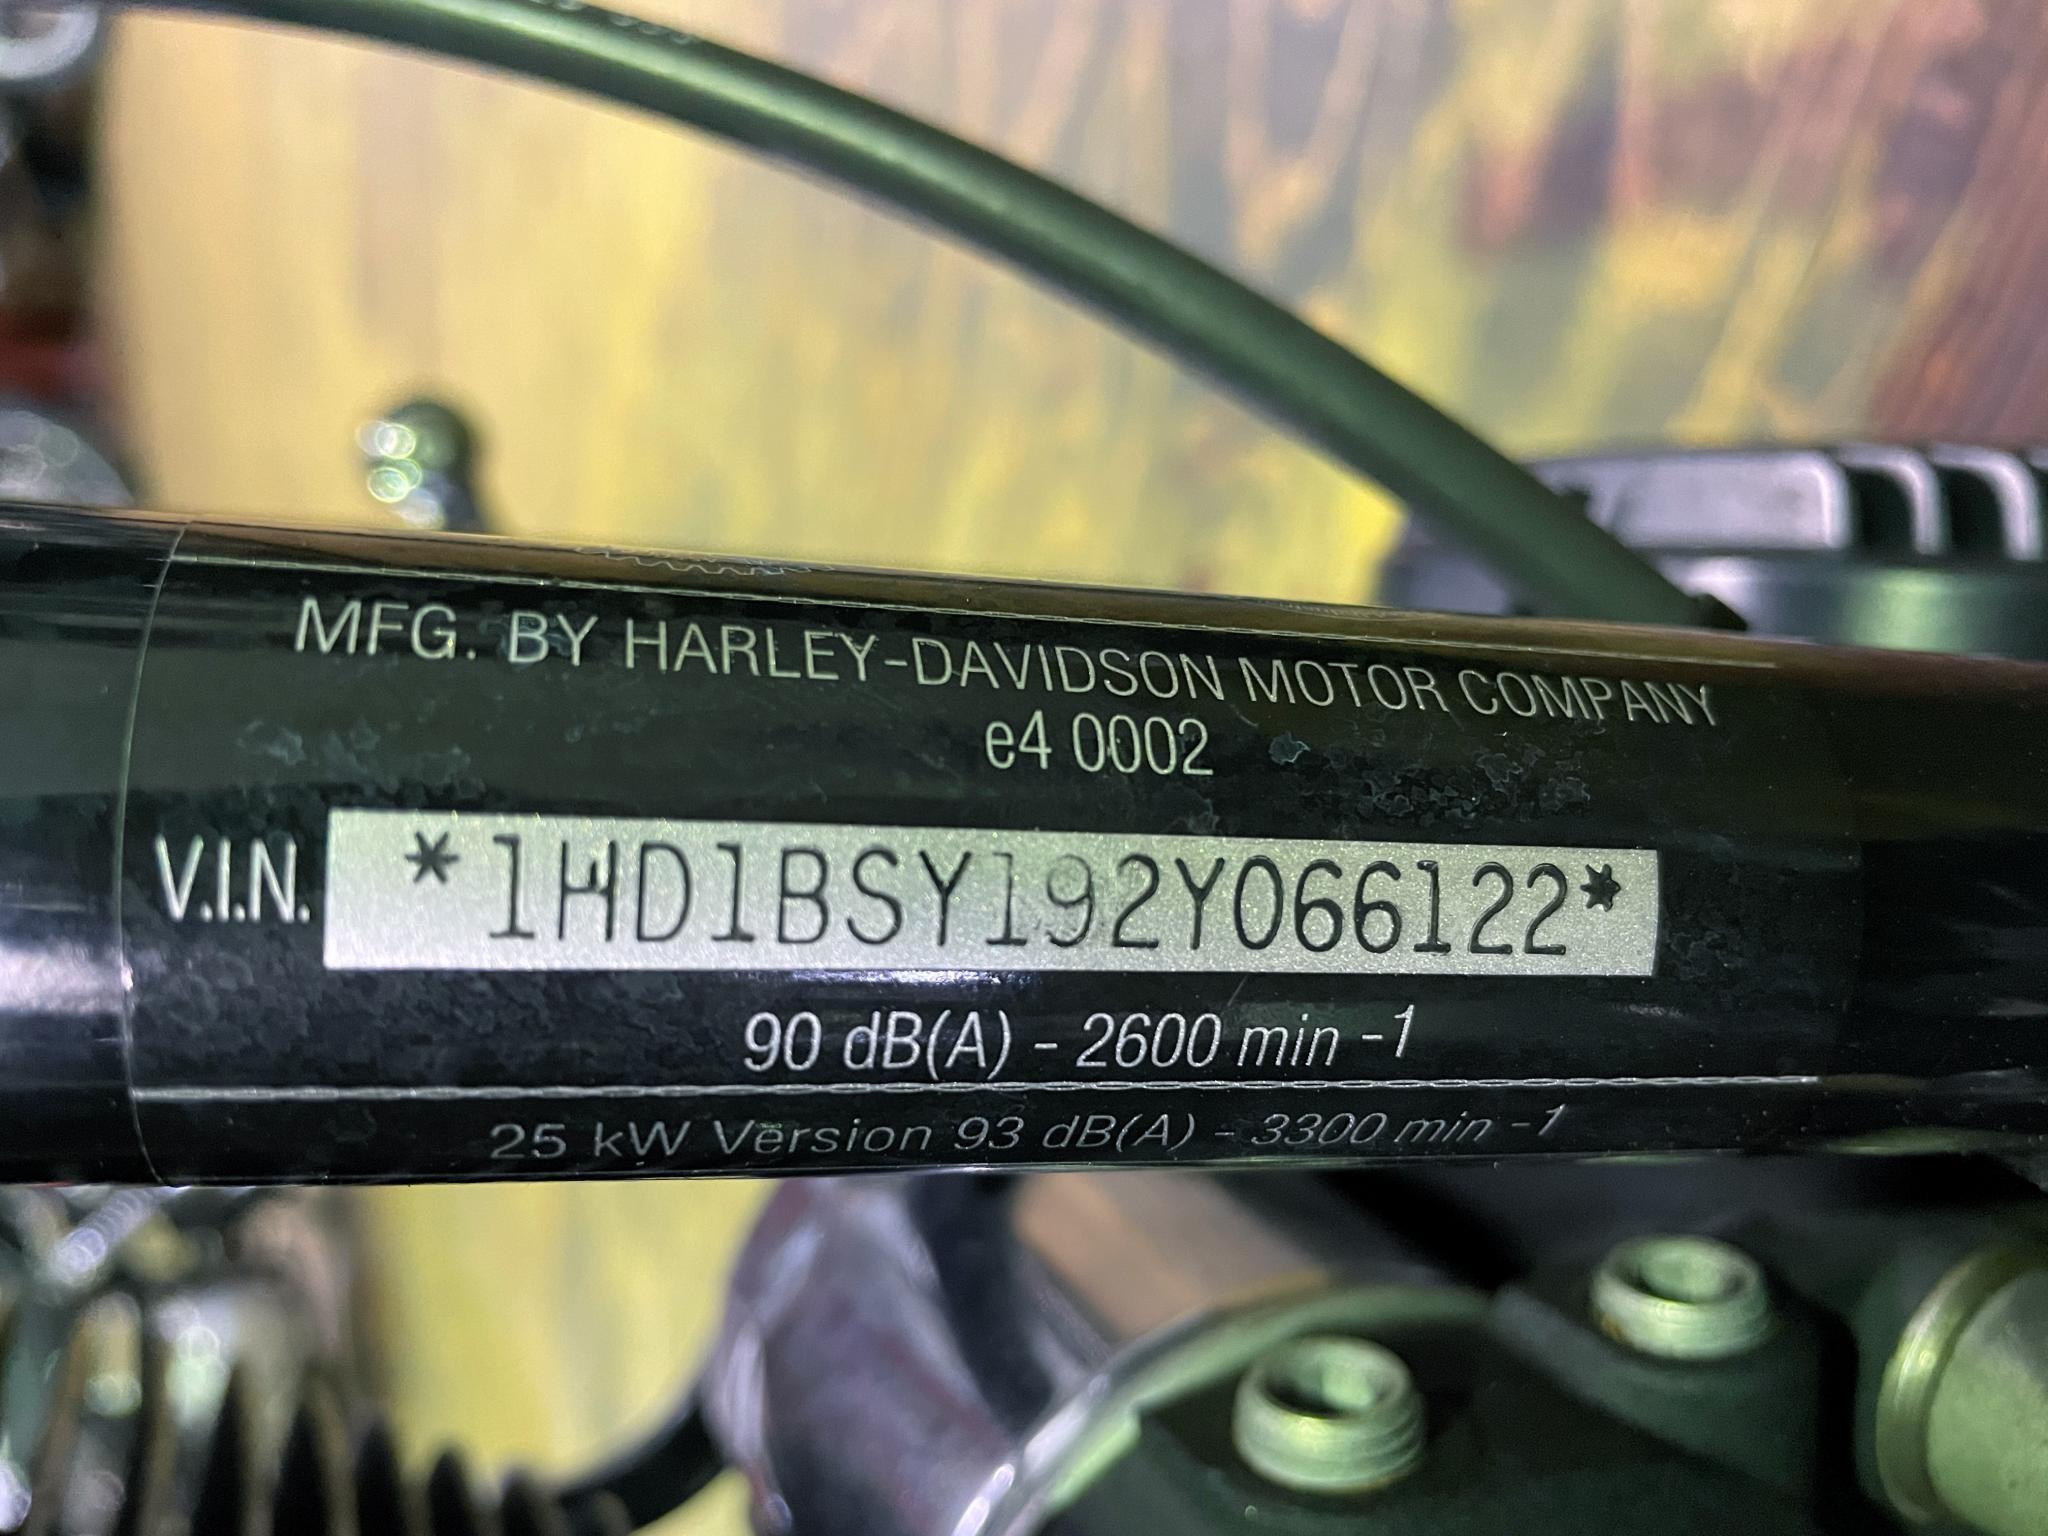 MFG. BY HARLEY-DAVIDSON MOTOR COMPANY
e4 0002
V.I.N. *1HD1BSY192Y066122*
90 dB(A) - 2600 min -1
25 kW Version 93 dB(A) - 3300 min -1